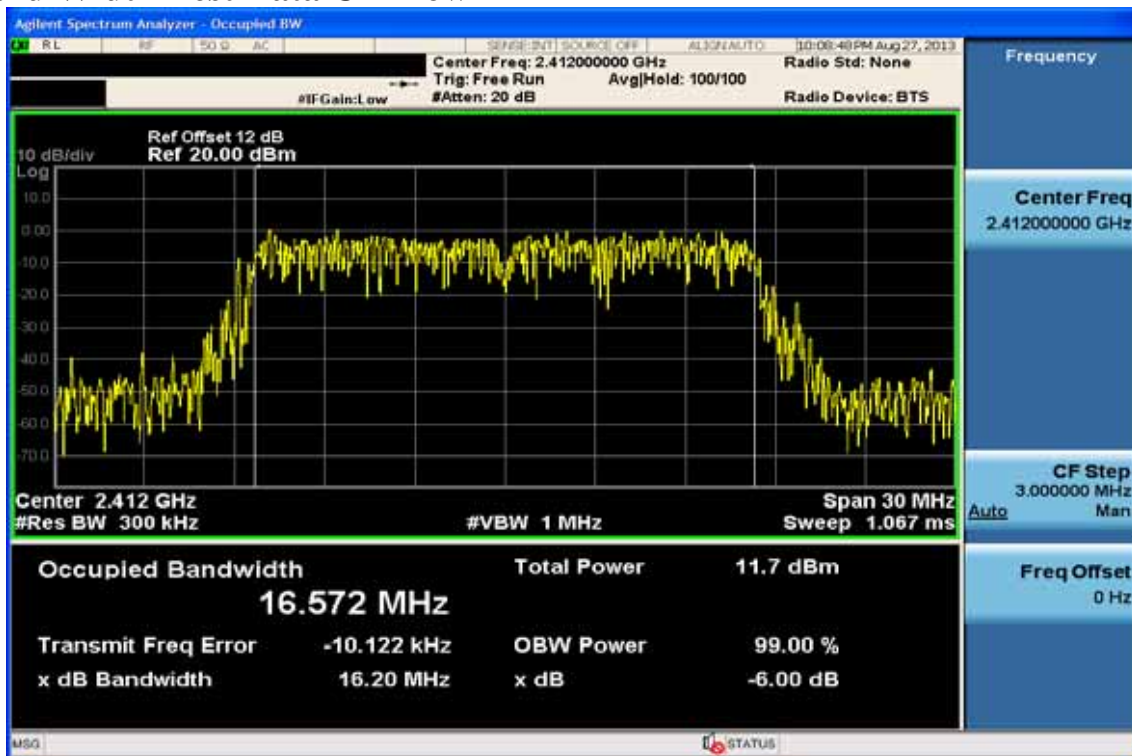 Agilent Spectrum Analyzer - Occupied BW
RL RF 50 Ω AC SENSE:INT SOURCE OFF ALIGNAUTO 10:08:48PM Aug 27, 2013
Center Freq: 2.412000000 GHz Radio Std: None
Trig: Free Run Avg|Hold: 100/100
#IFGain:Low #Atten: 20 dB Radio Device: BTS
Ref Offset 12 dB
10 dB/div Ref 20.00 dBm
Log
10.0
0.00
-10.0
-20.0
-30.0
-40.0
-50.0
-60.0
-70.0
Center 2.412 GHz Span 30 MHz
#Res BW 300 kHz #VBW 1 MHz Sweep 1.067 ms
Occupied Bandwidth Total Power 11.7 dBm
16.572 MHz
Transmit Freq Error -10.122 kHz OBW Power 99.00 %
x dB Bandwidth 16.20 MHz x dB -6.00 dB
MSG STATUS
Frequency
Center Freq
2.412000000 GHz
CF Step
3.000000 MHz
Auto Man
Freq Offset
0 Hz